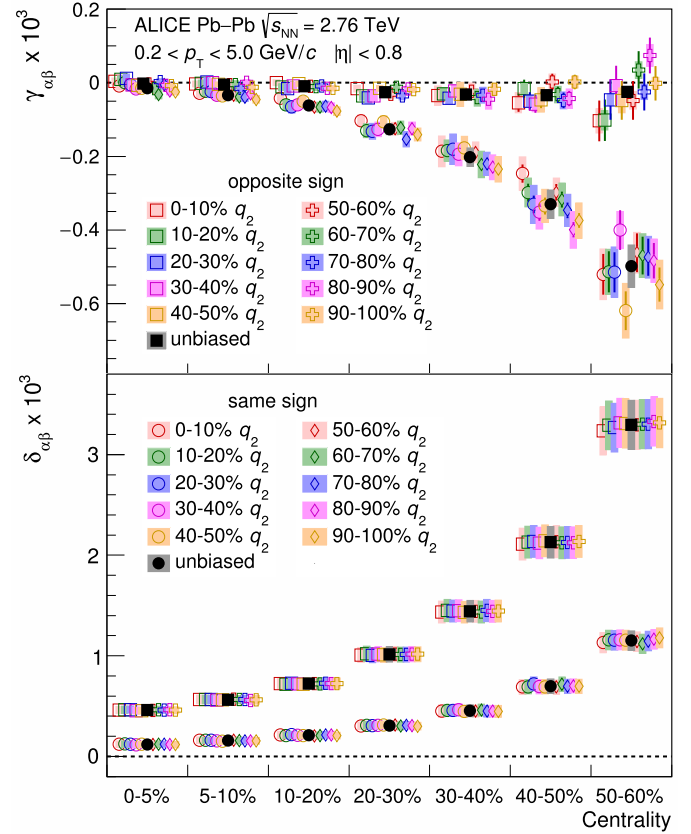 ALICE Pb–Pb √sNN = 2.76 TeV
0.2 < pT < 5.0 GeV/c |η| < 0.8
γαβ x 10³
0.2
0
−0.2
−0.4
−0.6
opposite sign
0-10% q2
10-20% q2
20-30% q2
30-40% q2
40-50% q2
unbiased
50-60% q2
60-70% q2
70-80% q2
80-90% q2
90-100% q2
δαβ x 10³
3
2
1
0
same sign
0-10% q2
10-20% q2
20-30% q2
30-40% q2
40-50% q2
unbiased
50-60% q2
60-70% q2
70-80% q2
80-90% q2
90-100% q2
0-5% 5-10% 10-20% 20-30% 30-40% 40-50% 50-60%
Centrality